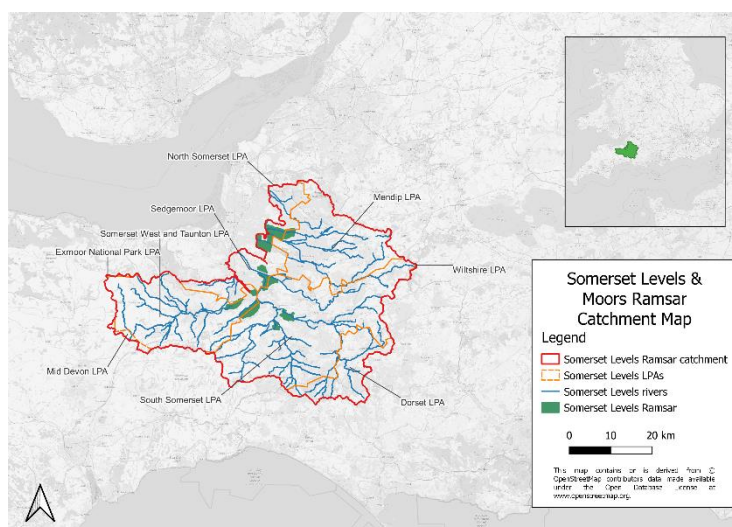 North Somerset LPA
Mendip LPA
Sedgemoor LPA
Somerset West and Taunton LPA
Exmoor National Park LPA
Wiltshire LPA
Mid Devon LPA
South Somerset LPA
Dorset LPA
Somerset Levels &
Moors Ramsar
Catchment Map
Legend
Somerset Levels Ramsar catchment
Somerset Levels LPAs
Somerset Levels rivers
Somerset Levels Ramsar
0 10 20 km
This map contains or is derived from ©
OpenStreetMap contributors data made available
under the Open Database License at
www.openstreetmap.org.